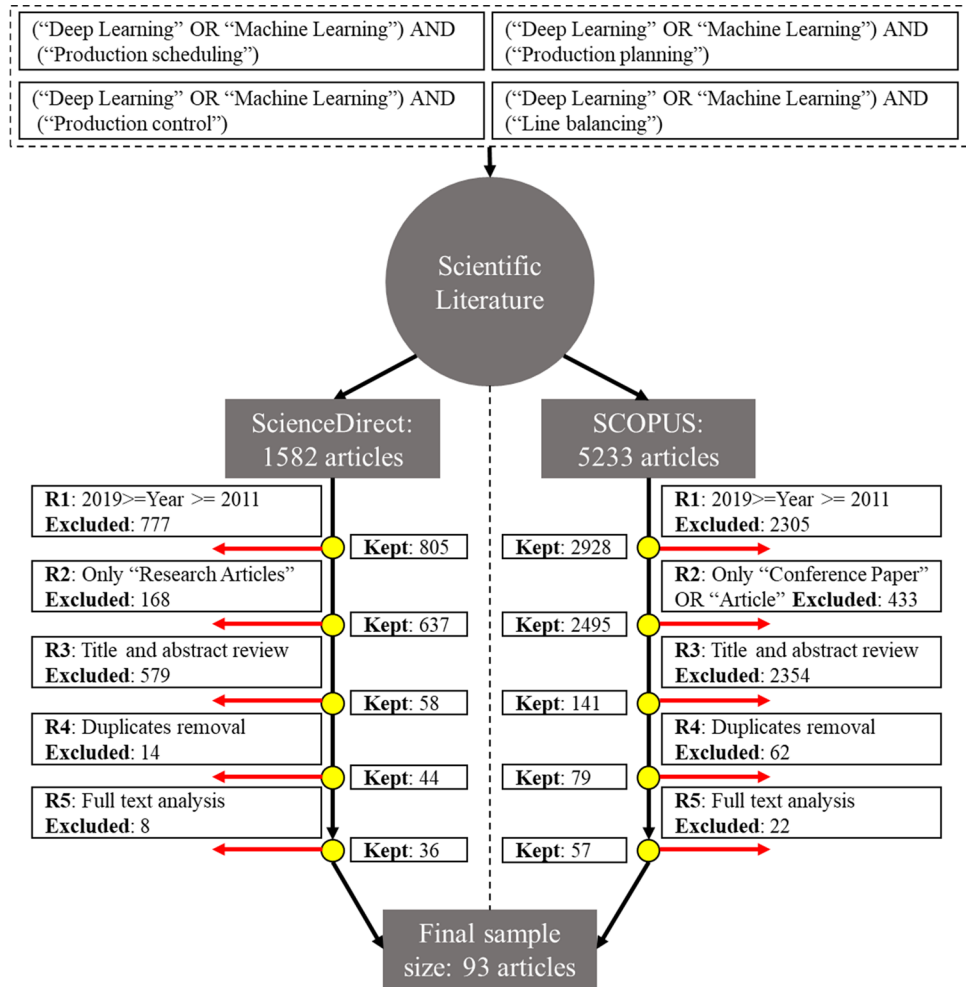 (“Deep Learning” OR “Machine Learning”) AND
(“Production scheduling”)
(“Deep Learning” OR “Machine Learning”) AND
(“Production planning”)
(“Deep Learning” OR “Machine Learning”) AND
(“Production control”)
(“Deep Learning” OR “Machine Learning”) AND
(“Line balancing”)
Scientific
Literature
ScienceDirect:
1582 articles
R1: 2019>=Year >= 2011
Excluded: 777
Kept: 805
R2: Only “Research Articles”
Excluded: 168
Kept: 637
R3: Title and abstract review
Excluded: 579
Kept: 58
R4: Duplicates removal
Excluded: 14
Kept: 44
R5: Full text analysis
Excluded: 8
Kept: 36
SCOPUS:
5233 articles
R1: 2019>=Year >= 2011
Excluded: 2305
Kept: 2928
R2: Only “Conference Paper”
OR “Article” Excluded: 433
Kept: 2495
R3: Title and abstract review
Excluded: 2354
Kept: 141
R4: Duplicates removal
Excluded: 62
Kept: 79
R5: Full text analysis
Excluded: 22
Kept: 57
Final sample
size: 93 articles